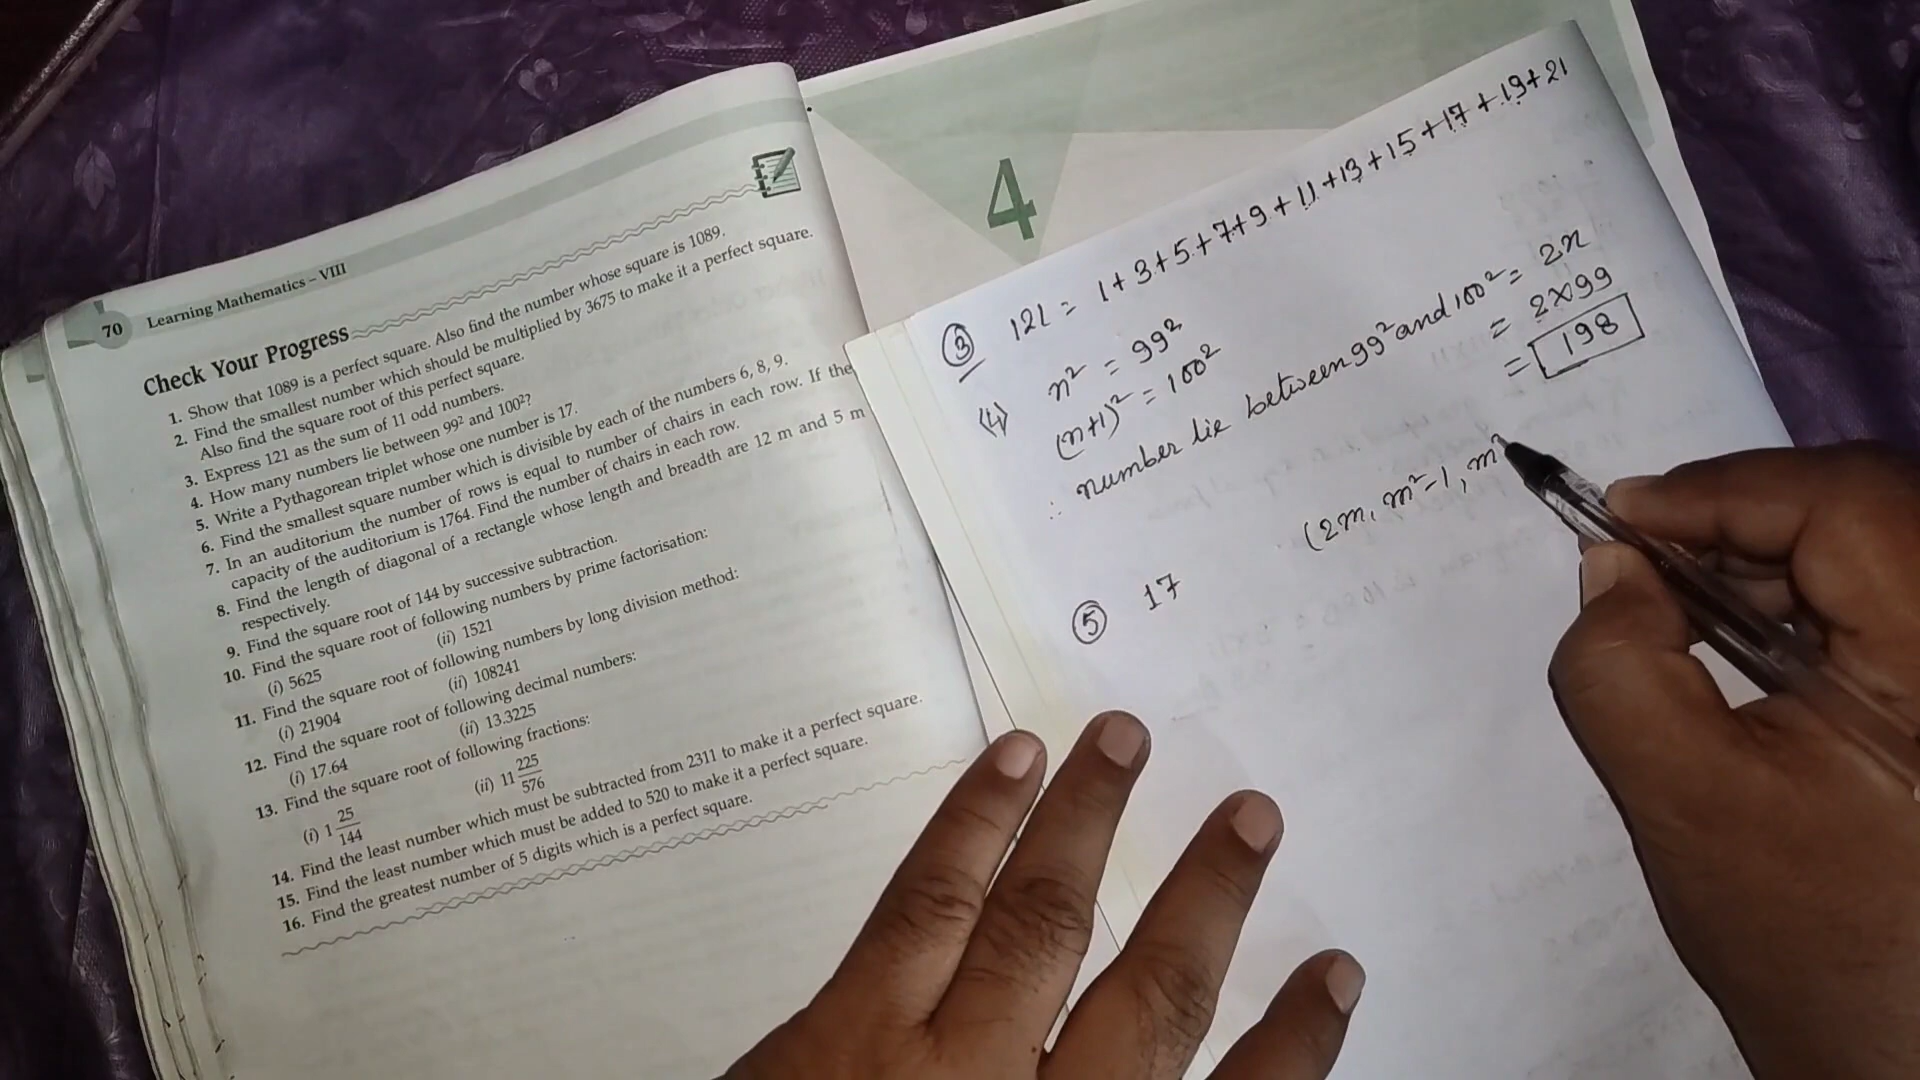 70 Learning Mathematics – VIII
Check Your Progress
1. Show that 1089 is a perfect square. Also find the number whose square is 1089.
2. Find the smallest number which should be multiplied by 3675 to make it a perfect square.
Also find the square root of this perfect square.
3. Express 121 as the sum of 11 odd numbers.
4. How many numbers lie between 99² and 100²?
5. Write a Pythagorean triplet whose one number is 17.
6. Find the smallest square number which is divisible by each of the numbers 6, 8, 9.
7. In an auditorium the number of rows is equal to number of chairs in each row. If the
capacity of the auditorium is 1764. Find the number of chairs in each row.
8. Find the length of diagonal of a rectangle whose length and breadth are 12 m and 5 m
respectively.
9. Find the square root of 144 by successive subtraction.
10. Find the square root of following numbers by prime factorisation:
(i) 5625 (ii) 1521
11. Find the square root of following numbers by long division method:
(i) 21904 (ii) 108241
12. Find the square root of following decimal numbers:
(i) 17.64 (ii) 13.3225
13. Find the square root of following fractions:
(i) 1 25/144 (ii) 11 225/576
14. Find the least number which must be subtracted from 2311 to make it a perfect square.
15. Find the least number which must be added to 520 to make it a perfect square.
16. Find the greatest number of 5 digits which is a perfect square.
4
③ 121 = 1+3+5+7+9+11+13+15+17+19+21
(4) n² = 99²
(n+1)² = 100²
∴ number lie between 99² and 100² = 2n
= 2×99
= 198
⑤ 17 (2m, m²-1, m²